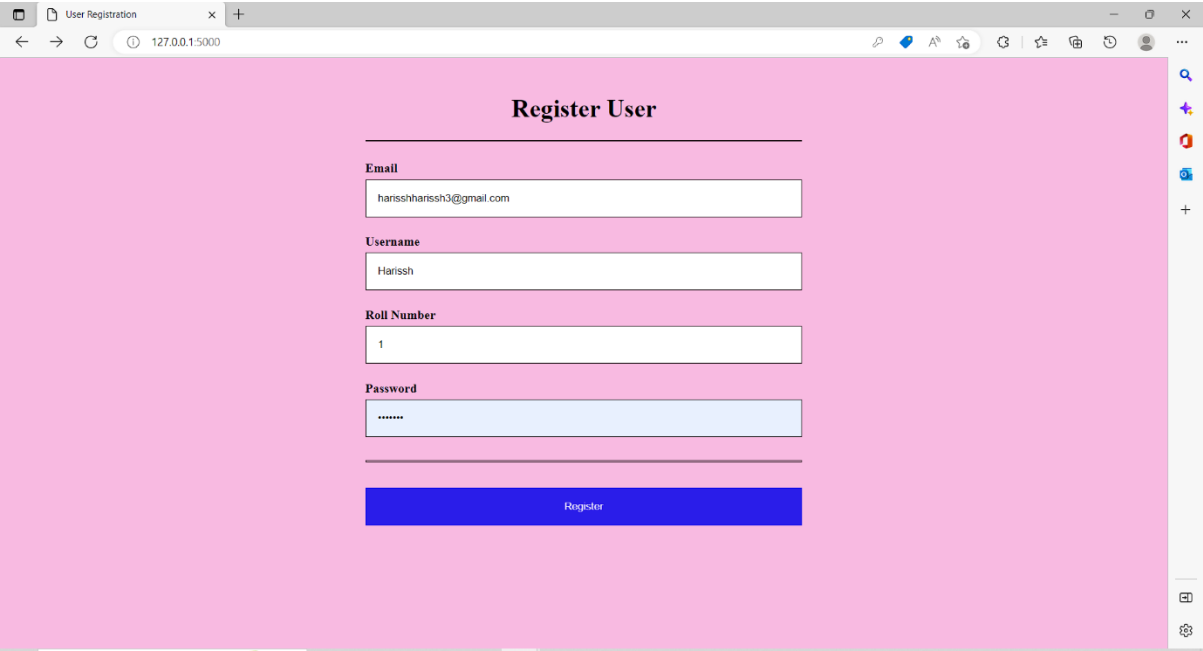 User Registration
127.0.0.1:5000
Register User
Email
harisshharissh3@gmail.com
Username
Harissh
Roll Number
1
Password
•••••••
Register